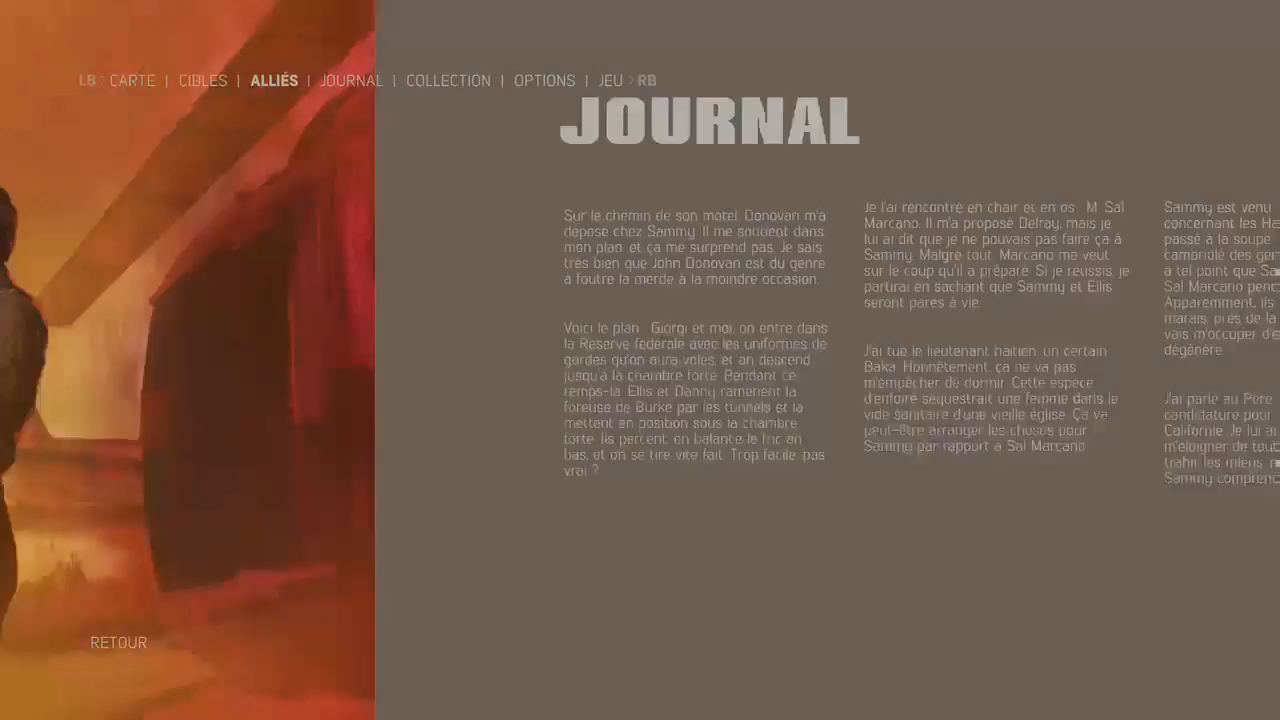 LB CARTE | CIBLES | ALLIÉS | JOURNAL | COLLECTION | OPTIONS | JEU RB
JOURNAL
Sur le chemin de son motel, Donovan m'a
déposé chez Sammy. Il me soutient dans
mon plan, et ça me surprend pas. Je sais
très bien que John Donovan est du genre
à foutre la merde à la moindre occasion.
Voici le plan : Giorgi et moi, on entre dans
la Réserve fédérale avec les uniformes de
gardes qu'on aura volés, et on descend
jusqu'à la chambre forte. Pendant ce
temps-là, Ellis et Danny ramènent la
foreuse de Burke par les tunnels et la
mettent en position sous la chambre
forte. Ils percent, on balance le fric en
bas, et on se tire vite fait. Trop facile, pas
vrai ?
Je l'ai rencontré en chair et en os : M. Sal
Marcano. Il m'a proposé Delray, mais je
lui ai dit que je ne pouvais pas faire ça à
Sammy. Malgré tout, Marcano me veut
sur le coup qu'il a préparé. Si je réussis, je
partirai en sachant que Sammy et Ellis
seront parés à vie.
J'ai tué le lieutenant haïtien, un certain
Baka. Honnêtement, ça ne va pas
m'empêcher de dormir. Cette espèce
d'enfoiré séquestrait une femme dans le
vide sanitaire d'une vieille église. Ça va
peut-être arranger les choses pour
Sammy par rapport à Sal Marcano.
Sammy est venu
concernant les
passé à la soupe
cambriolé des
à tel point que
Sal Marcano
Apparemment, ils
marais, près de la
vais m'occuper
dégénère.
J'ai parlé au Père
candidature pour
Californie. Je lui
m'éloigner de
trahir les miens
Sammy
RETOUR